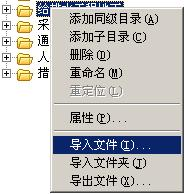 采
通
人
措
添加同级目录(A)
添加子目录(C)
删除(D)
重命名(M)
重定位(L)
属性(P)...
导入文件(I)...
导入文件夹(T)
导出文件(X)...